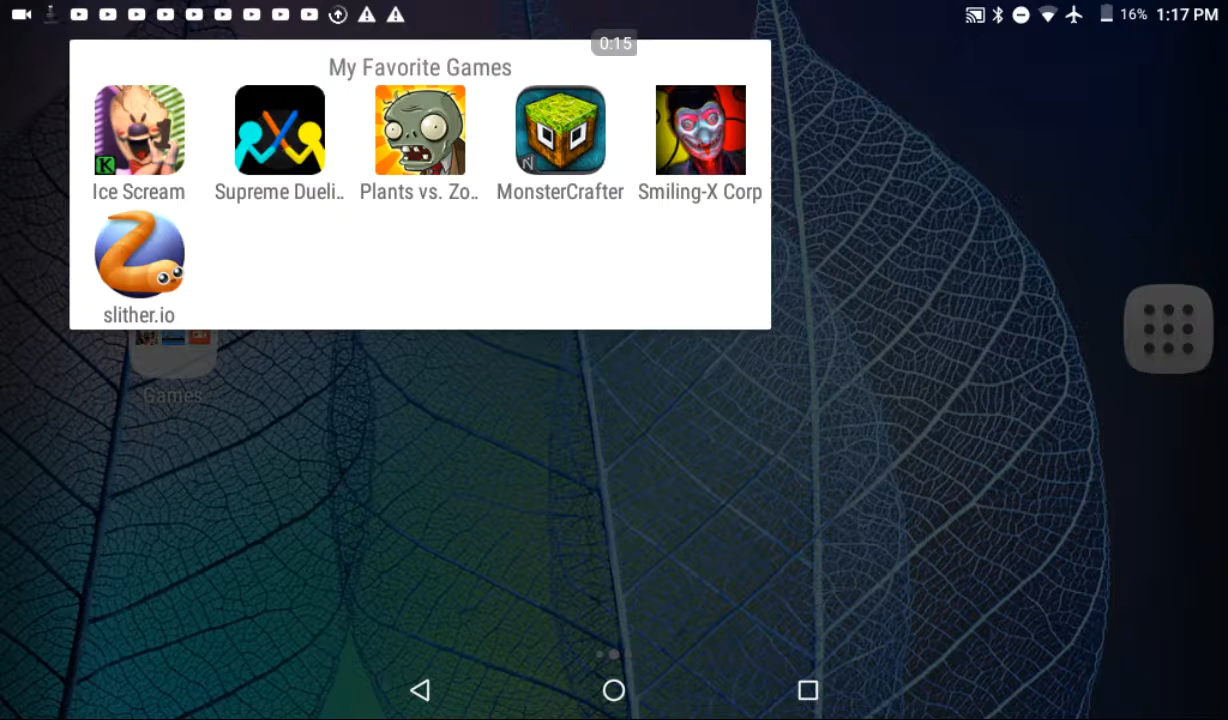 16% 1:17 PM
0:15
My Favorite Games
Ice Scream
Supreme Dueli..
Plants vs. Zo..
MonsterCrafter
Smiling-X Corp
slither.io
Games